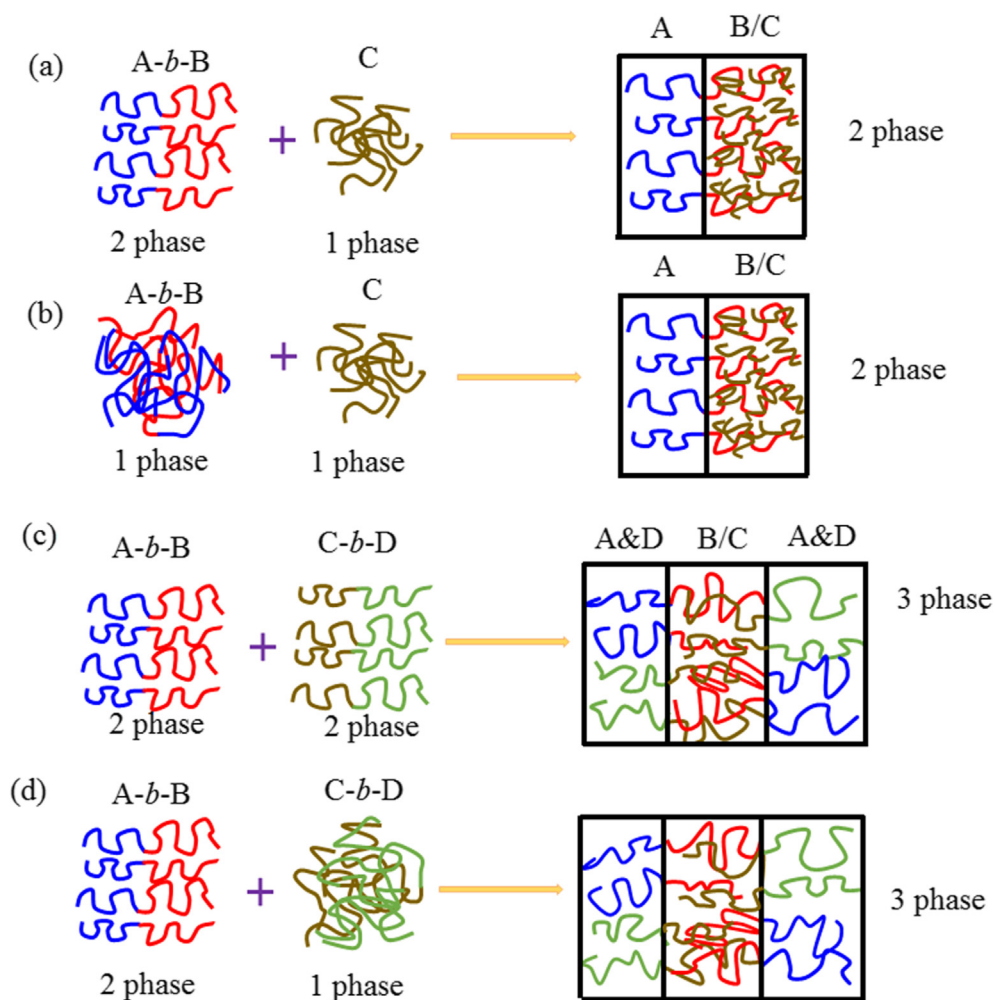 (a)
A-b-B
+
C
A
B/C
2 phase
2 phase
1 phase
(b)
A-b-B
+
C
A
B/C
2 phase
1 phase
1 phase
(c)
A-b-B
+
C-b-D
A&D
B/C
A&D
3 phase
2 phase
2 phase
(d)
A-b-B
+
C-b-D
3 phase
2 phase
1 phase